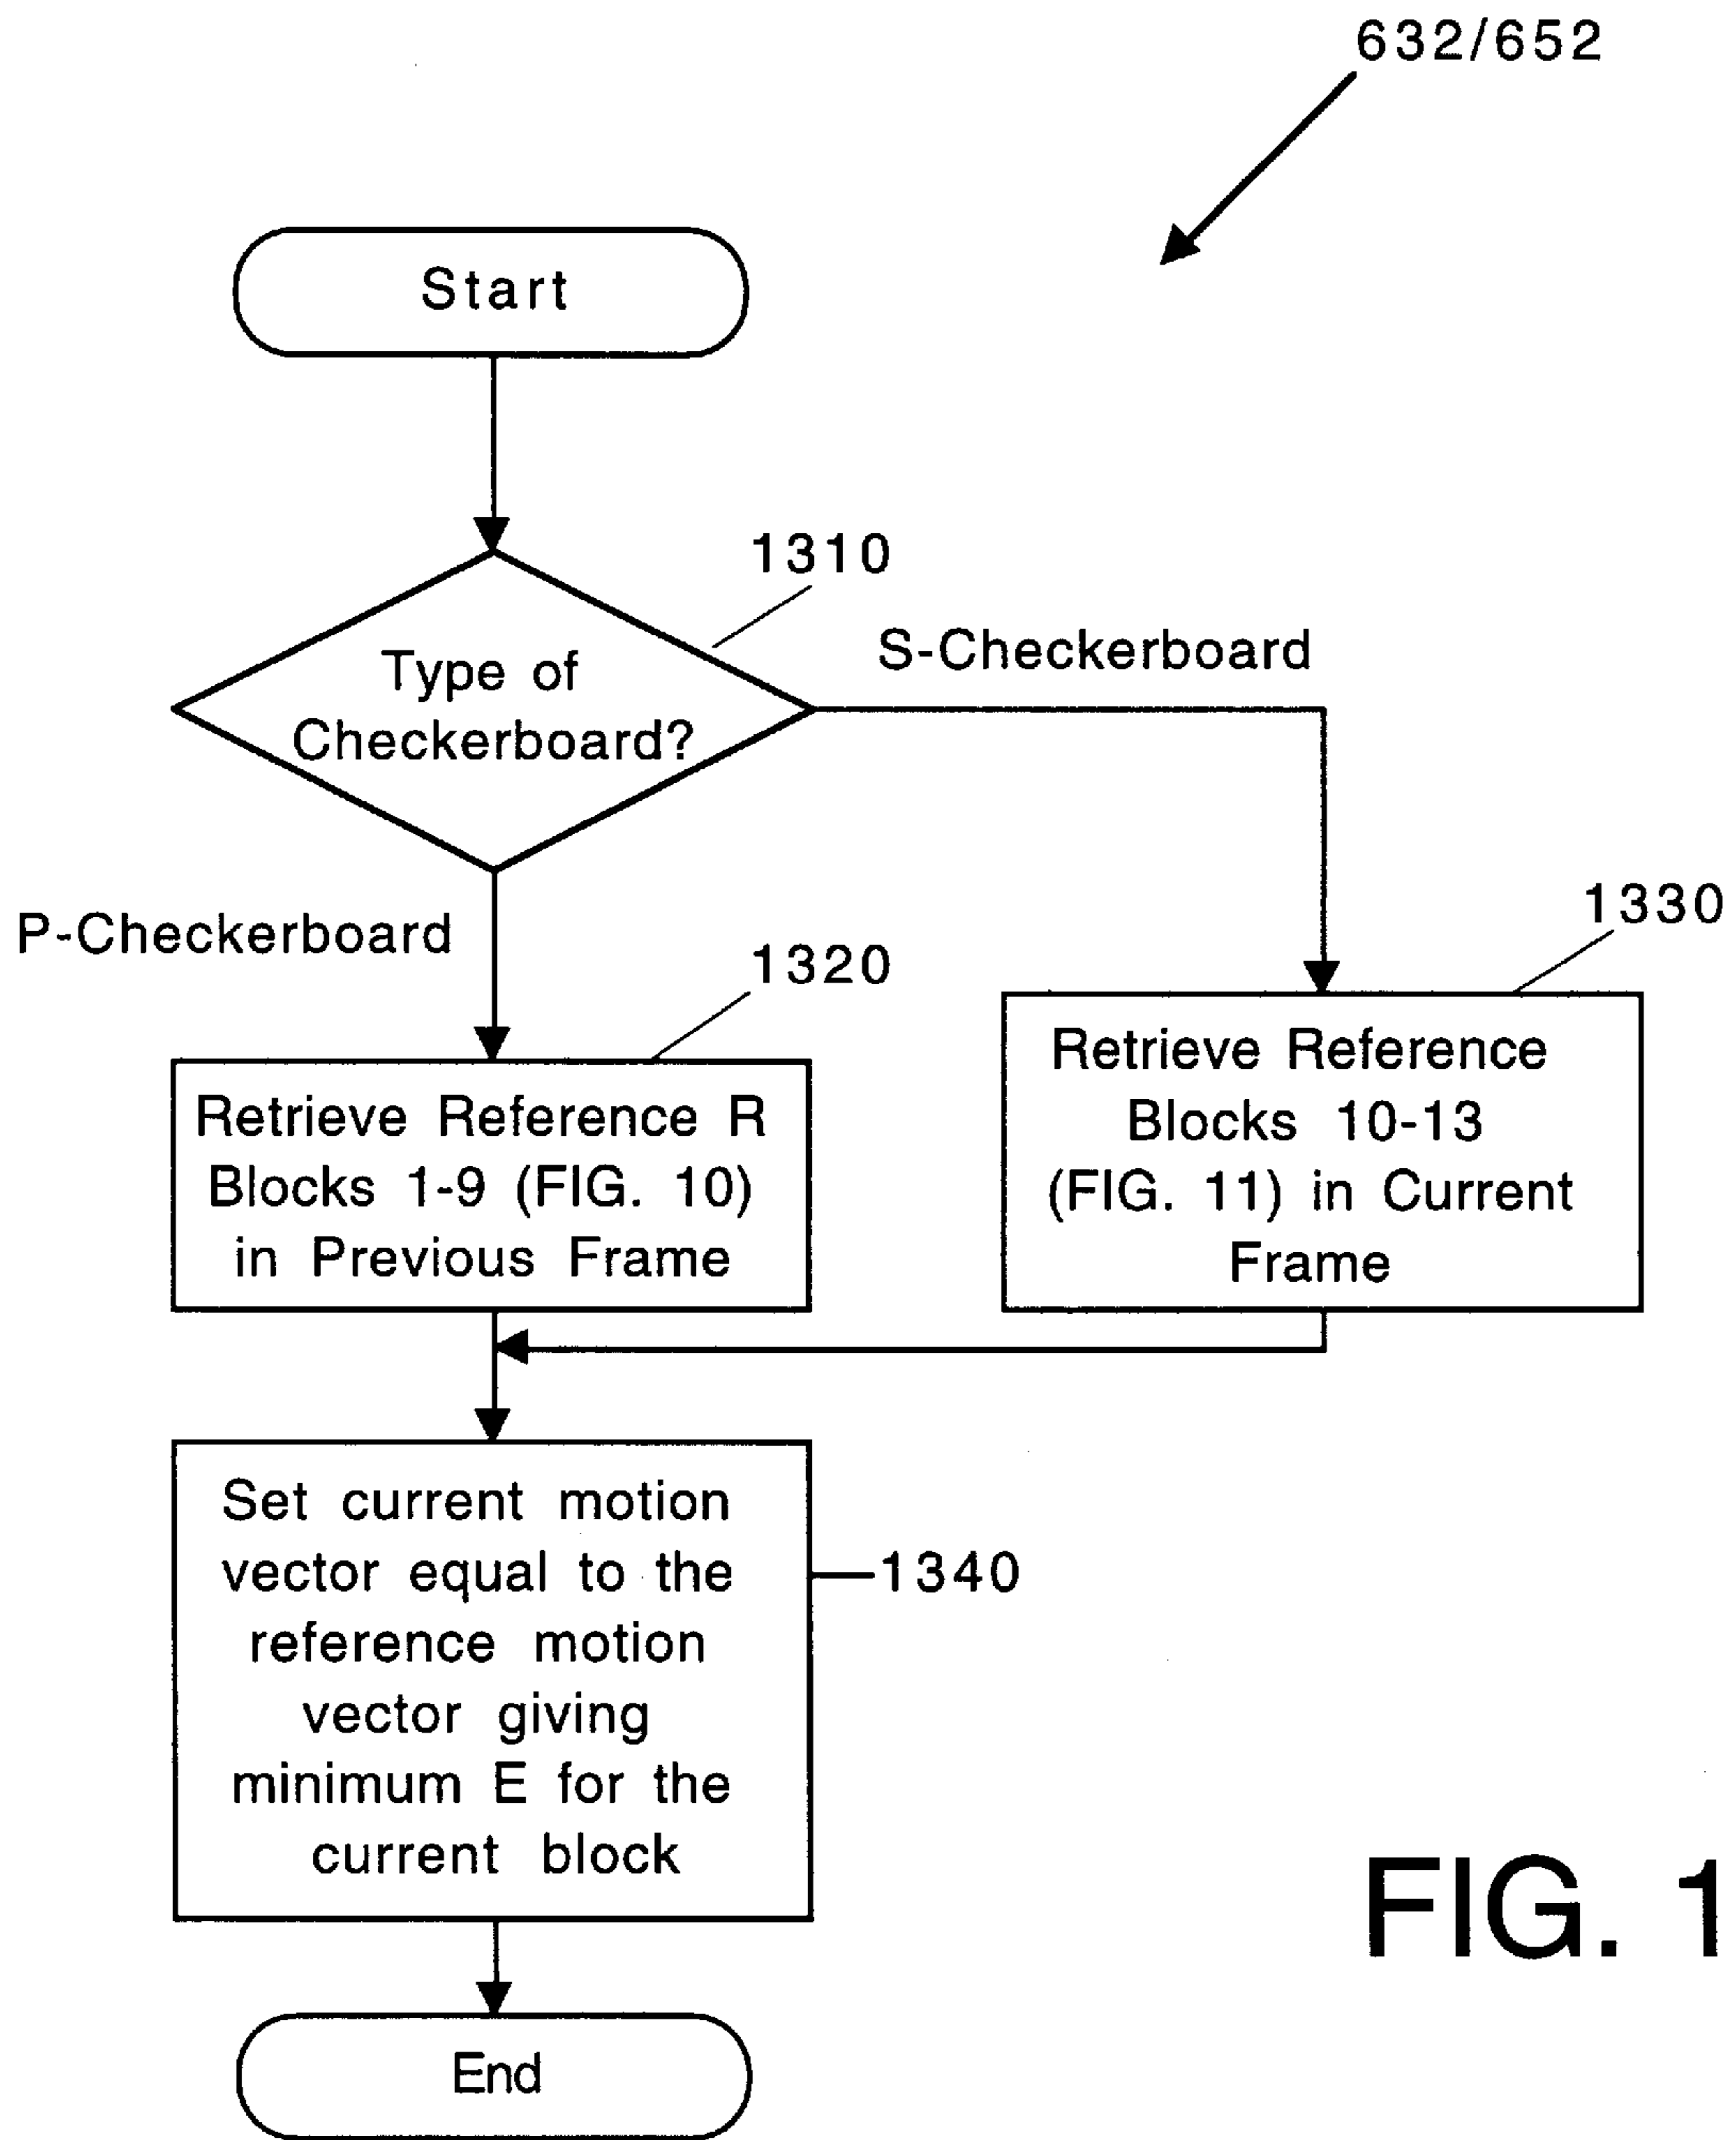 632/652
Start
1310
Type of
Checkerboard?
S-Checkerboard
P-Checkerboard
1320
1330
Retrieve Reference R
Blocks 1-9 (FIG. 10)
in Previous Frame
Retrieve Reference
Blocks 10-13
(FIG. 11) in Current
Frame
Set current motion
vector equal to the
reference motion
vector giving
minimum E for the
current block
1340
End
FIG. 1